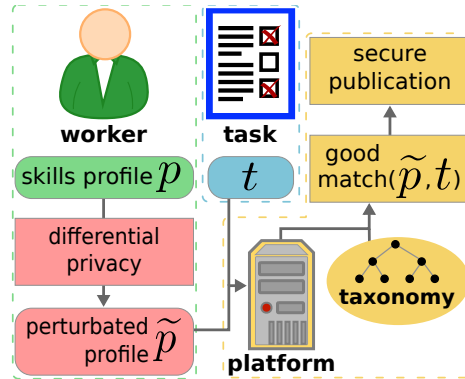 worker
skills profile p
differential
privacy
perturbated
profile p̃
task
t
platform
taxonomy
good
match(p̃,t)
secure
publication